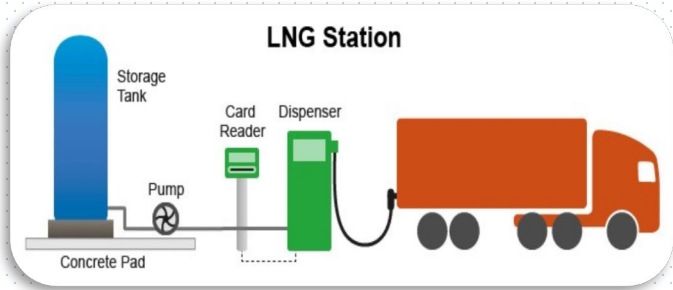 LNG Station
Storage
Tank
Card
Reader
Dispenser
Pump
Concrete Pad